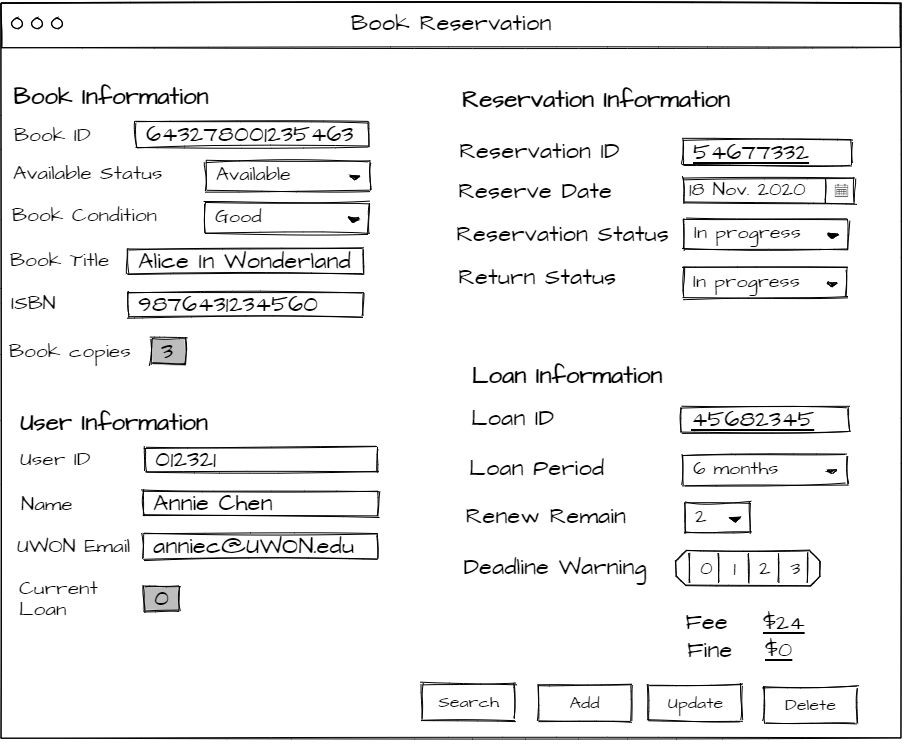 Book Reservation
Book Information
Book ID 643278001235463
Available Status Available
Book Condition Good
Book Title Alice In Wonderland
ISBN 9876431234560
Book copies 3
User Information
User ID 012321
Name Annie Chen
UWON Email anniec@UWON.edu
Current
Loan 0
Reservation Information
Reservation ID 54677332
Reserve Date 18 Nov. 2020
Reservation Status In progress
Return Status In progress
Loan Information
Loan ID 45682345
Loan Period 6 months
Renew Remain 2
Deadline Warning 0 1 2 3
Fee $24
Fine $0
Search Add Update Delete